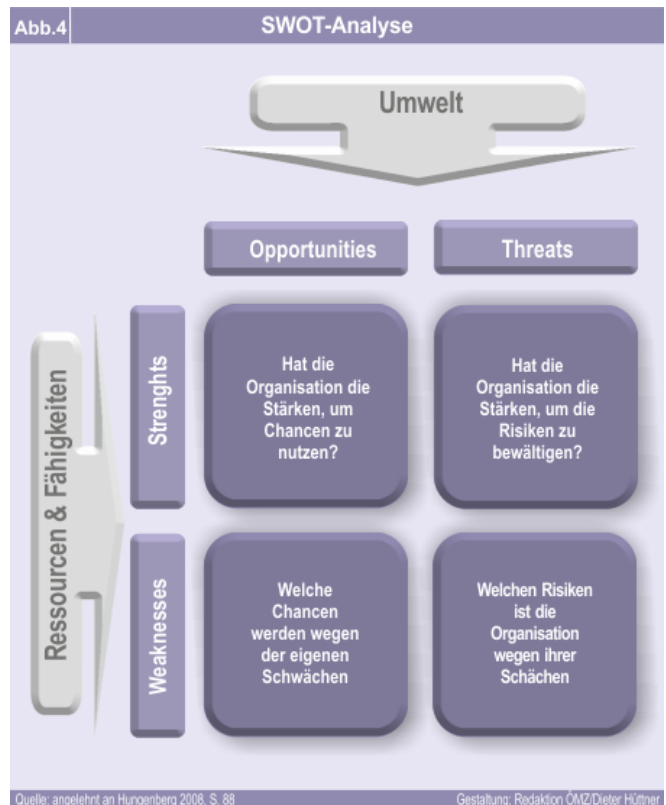 Abb.4
SWOT-Analyse
Umwelt
Opportunities
Threats
Ressourcen & Fähigkeiten
Strenghts
Hat die
Organisation die
Stärken, um
Chancen zu
nutzen?
Hat die
Organisation die
Stärken, um die
Risiken zu
bewältigen?
Weaknesses
Welche
Chancen
werden wegen
der eigenen
Schwächen
Welchen Risiken
ist die
Organisation
wegen ihrer
Schächen
Quelle: angelehnt an Hungenberg 2008, S. 88
Gestaltung: Redaktion ÖMZ/Dieter Hüttner